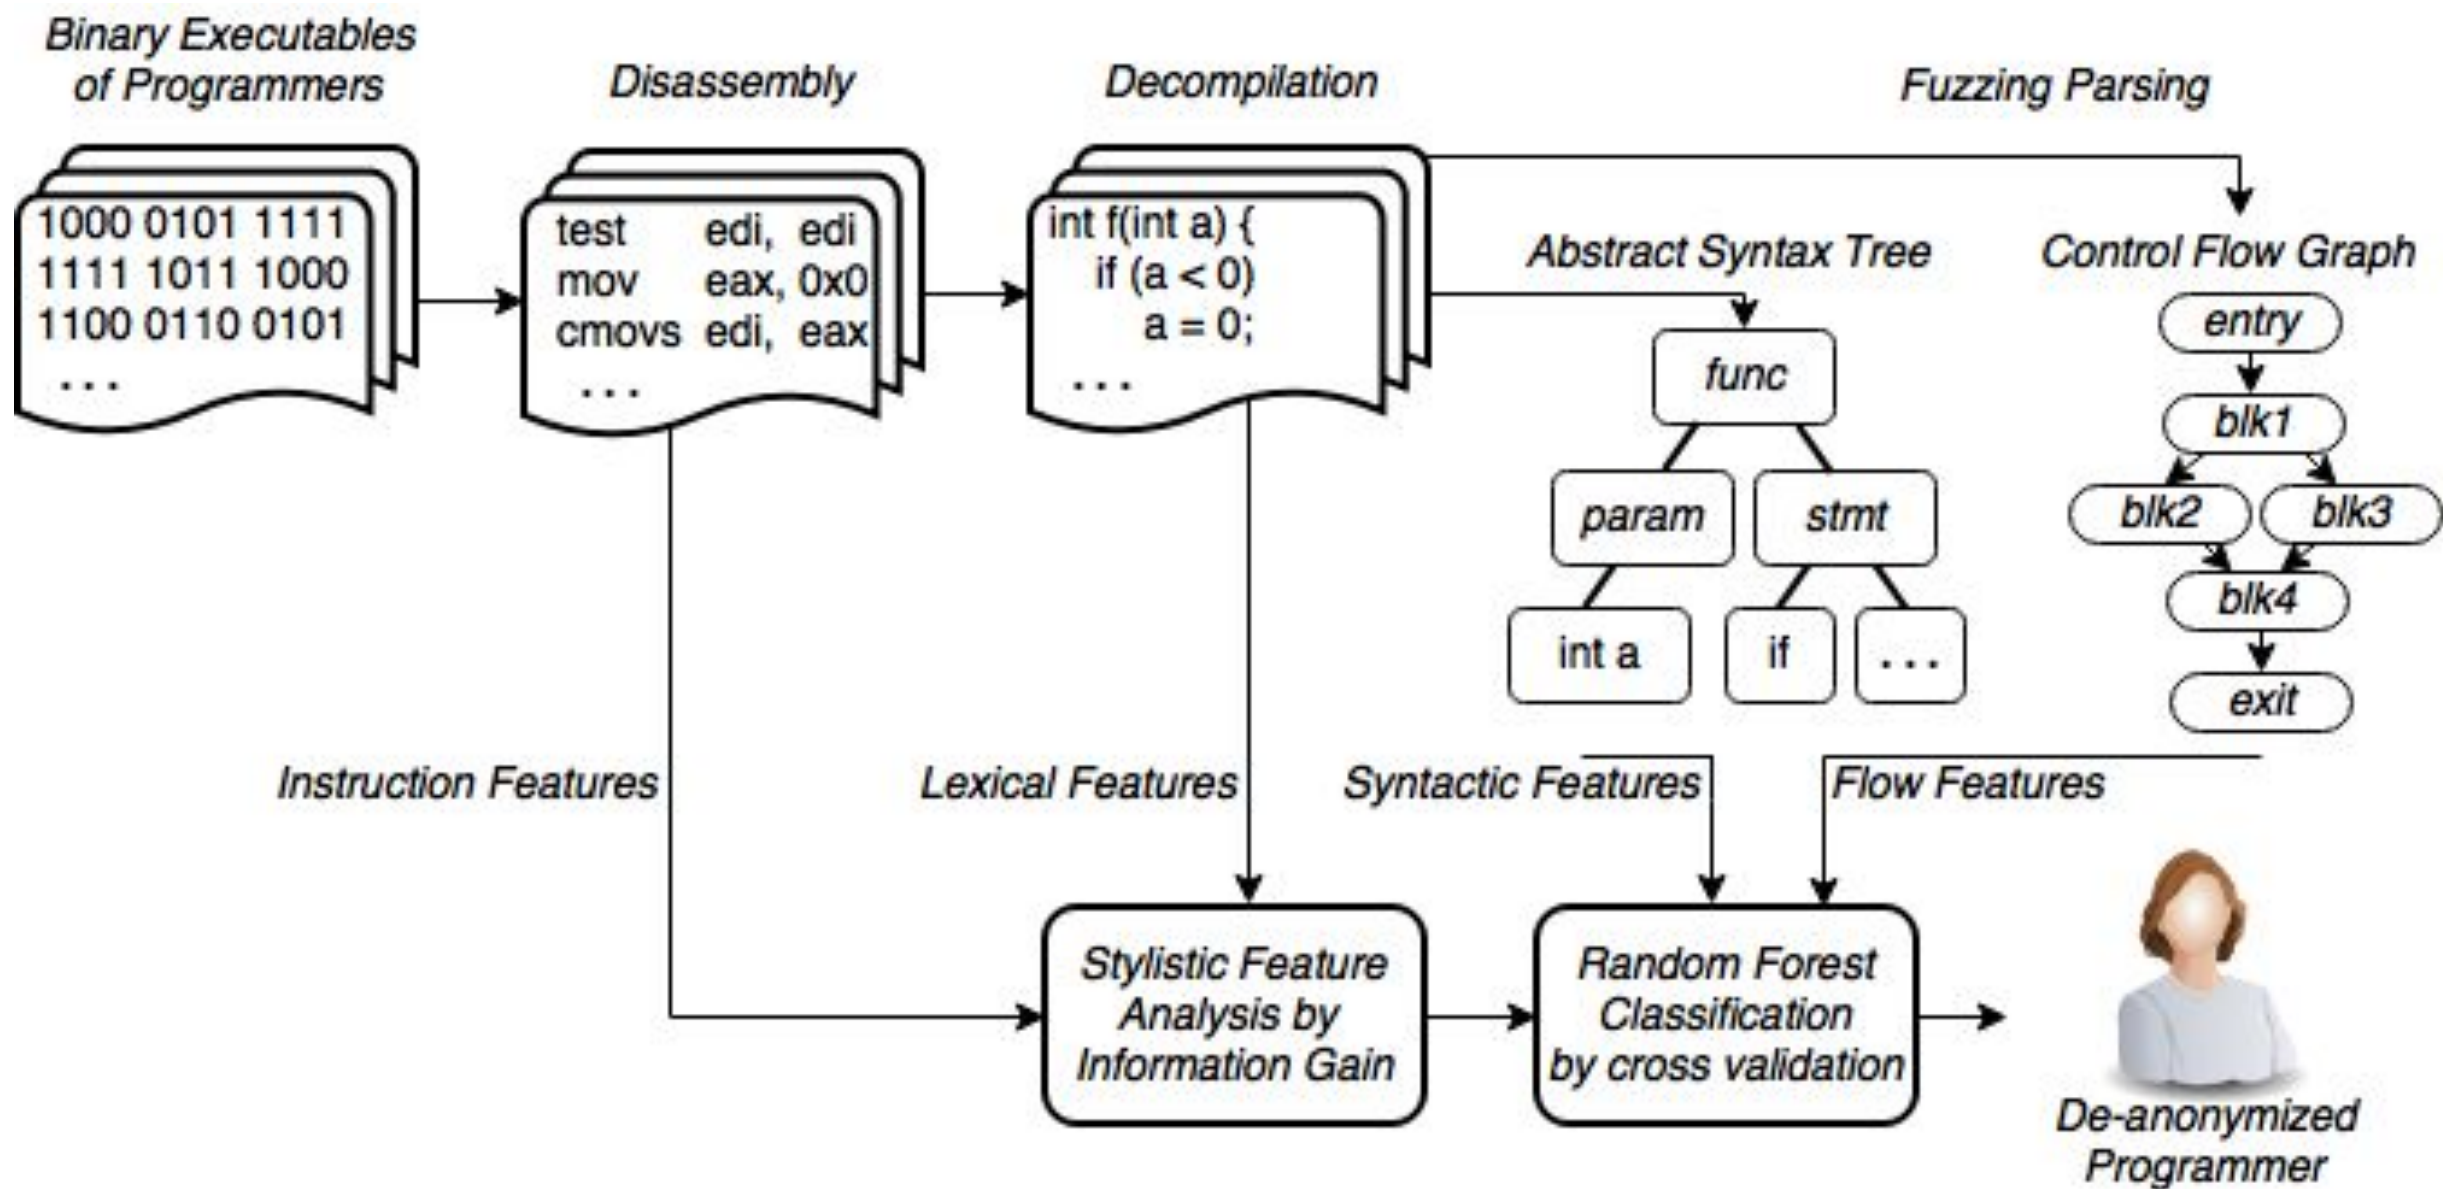 Binary Executables
of Programmers
Disassembly
Decompilation
Fuzzing Parsing
1000 0101 1111
1111 1011 1000
1100 0110 0101
...
test edi, edi
mov eax, 0x0
cmovs edi, eax
...
int f(int a) {
if (a < 0)
a = 0;
...
Abstract Syntax Tree
func
param stmt
int a if ...
Control Flow Graph
entry
blk1
blk2 blk3
blk4
exit
Instruction Features
Lexical Features
Syntactic Features
Flow Features
Stylistic Feature
Analysis by
Information Gain
Random Forest
Classification
by cross validation
De-anonymized
Programmer